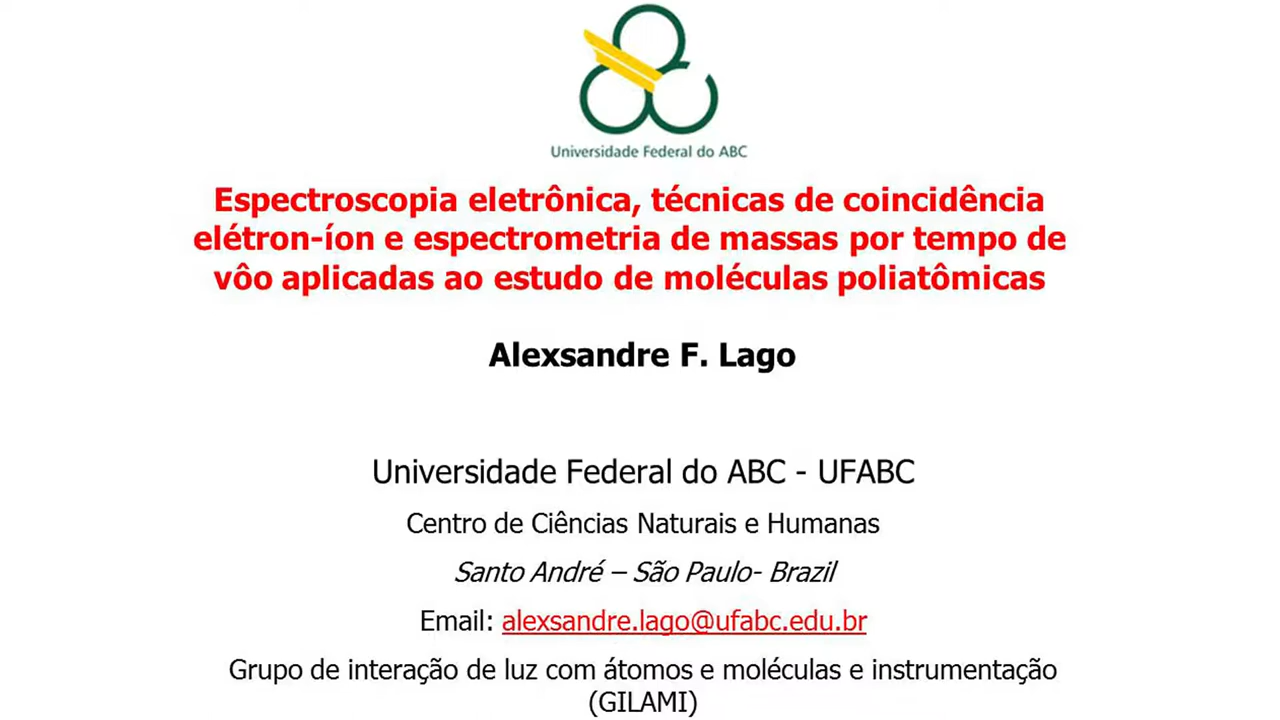 Universidade Federal do ABC
Espectroscopia eletrônica, técnicas de coincidência
elétron-íon e espectrometria de massas por tempo de
vôo aplicadas ao estudo de moléculas poliatômicas
Alexsandre F. Lago
Universidade Federal do ABC - UFABC
Centro de Ciências Naturais e Humanas
Santo André – São Paulo- Brazil
Email: alexsandre.lago@ufabc.edu.br
Grupo de interação de luz com átomos e moléculas e instrumentação
(GILAMI)